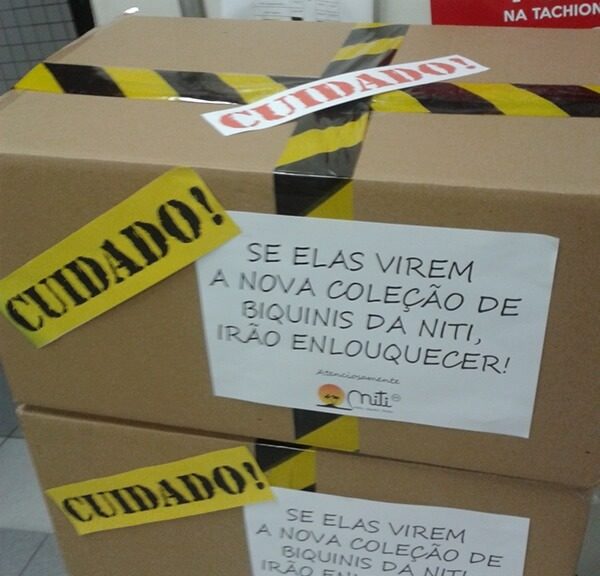 NA TACHION
CUIDADO!
CUIDADO!
SE ELAS VIREM
A NOVA COLEÇÃO DE
BIQUINIS DA NITI,
IRÃO ENLOUQUECER!
Atenciosamente
niti
CUIDADO!
SE ELAS VIREM
A NOVA COLEÇÃO DE
BIQUINIS DA NITI,
IRÃO